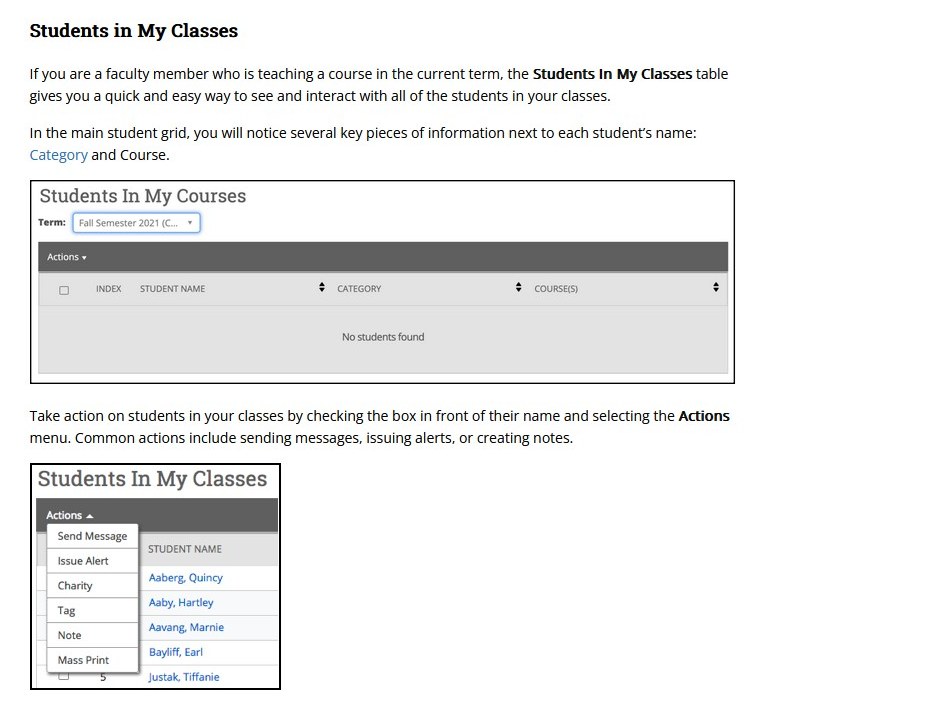 Students in My Classes
If you are a faculty member who is teaching a course in the current term, the Students In My Classes table
gives you a quick and easy way to see and interact with all of the students in your classes.
In the main student grid, you will notice several key pieces of information next to each student's name:
Category and Course.
Students In My Courses
Term: Fall Semester 2021 (C...
Actions
INDEX STUDENT NAME CATEGORY COURSE(S)
No students found
Take action on students in your classes by checking the box in front of their name and selecting the Actions
menu. Common actions include sending messages, issuing alerts, or creating notes.
Students In My Classes
Actions
Send Message
STUDENT NAME
Issue Alert
Aaberg, Quincy
Charity
Aaby, Hartley
Tag
Aavang, Marnie
Note
Bayliff, Earl
Mass Print
5 Justak, Tiffanie